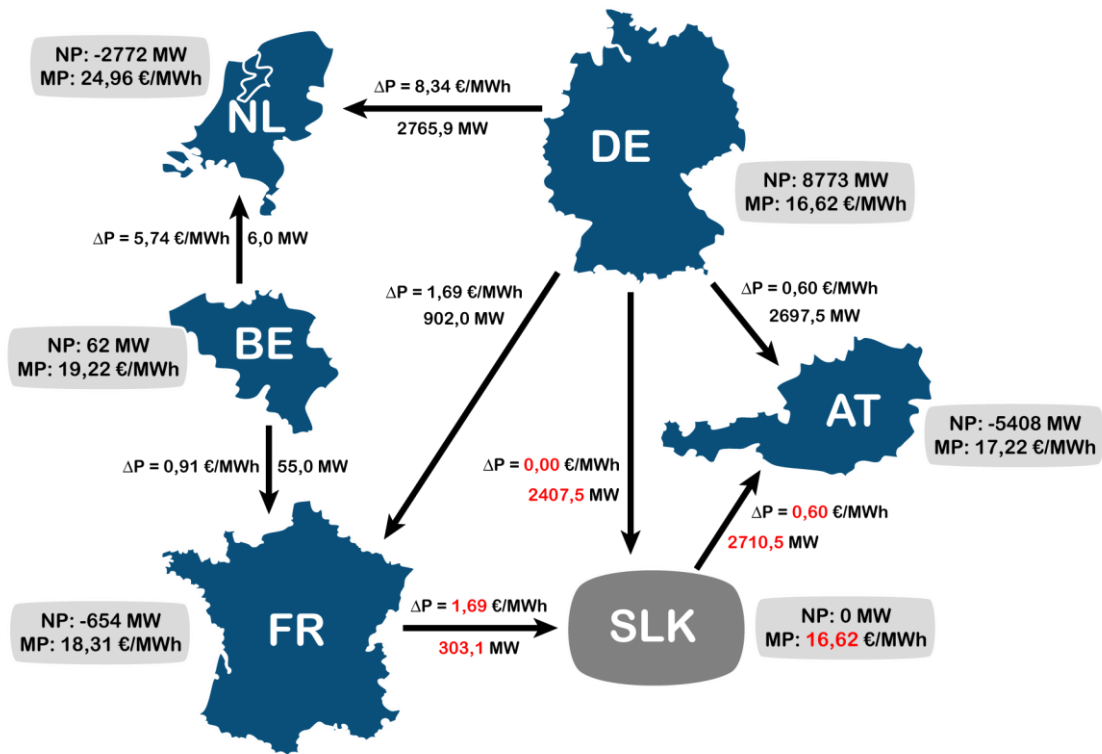 NP: -2772 MW
MP: 24,96 €/MWh
NL
ΔP = 8,34 €/MWh
2765,9 MW
DE
NP: 8773 MW
MP: 16,62 €/MWh
ΔP = 5,74 €/MWh
6,0 MW
ΔP = 1,69 €/MWh
902,0 MW
ΔP = 0,60 €/MWh
2697,5 MW
NP: 62 MW
MP: 19,22 €/MWh
BE
AT
NP: -5408 MW
MP: 17,22 €/MWh
ΔP = 0,91 €/MWh
55,0 MW
ΔP = 0,00 €/MWh
2407,5 MW
ΔP = 0,60 €/MWh
2710,5 MW
NP: -654 MW
MP: 18,31 €/MWh
FR
ΔP = 1,69 €/MWh
303,1 MW
SLK
NP: 0 MW
MP: 16,62 €/MWh